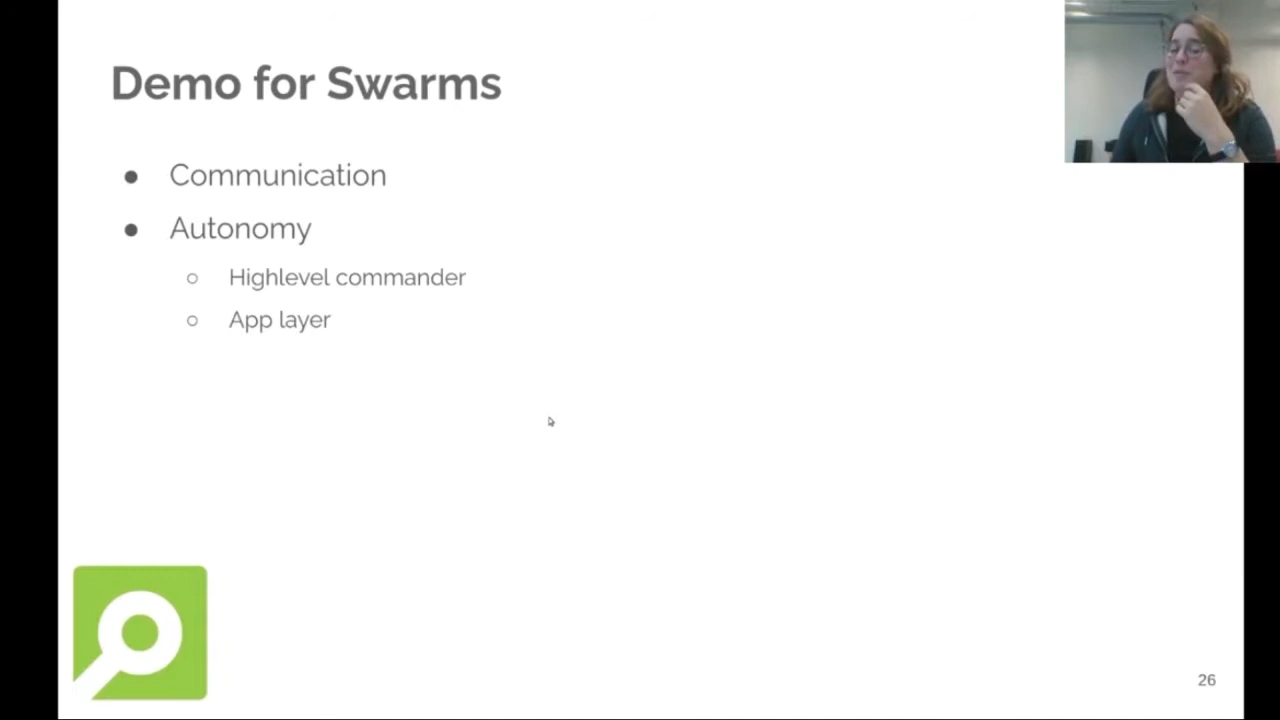 Demo for Swarms
● Communication
● Autonomy
○ Highlevel commander
○ App layer
26